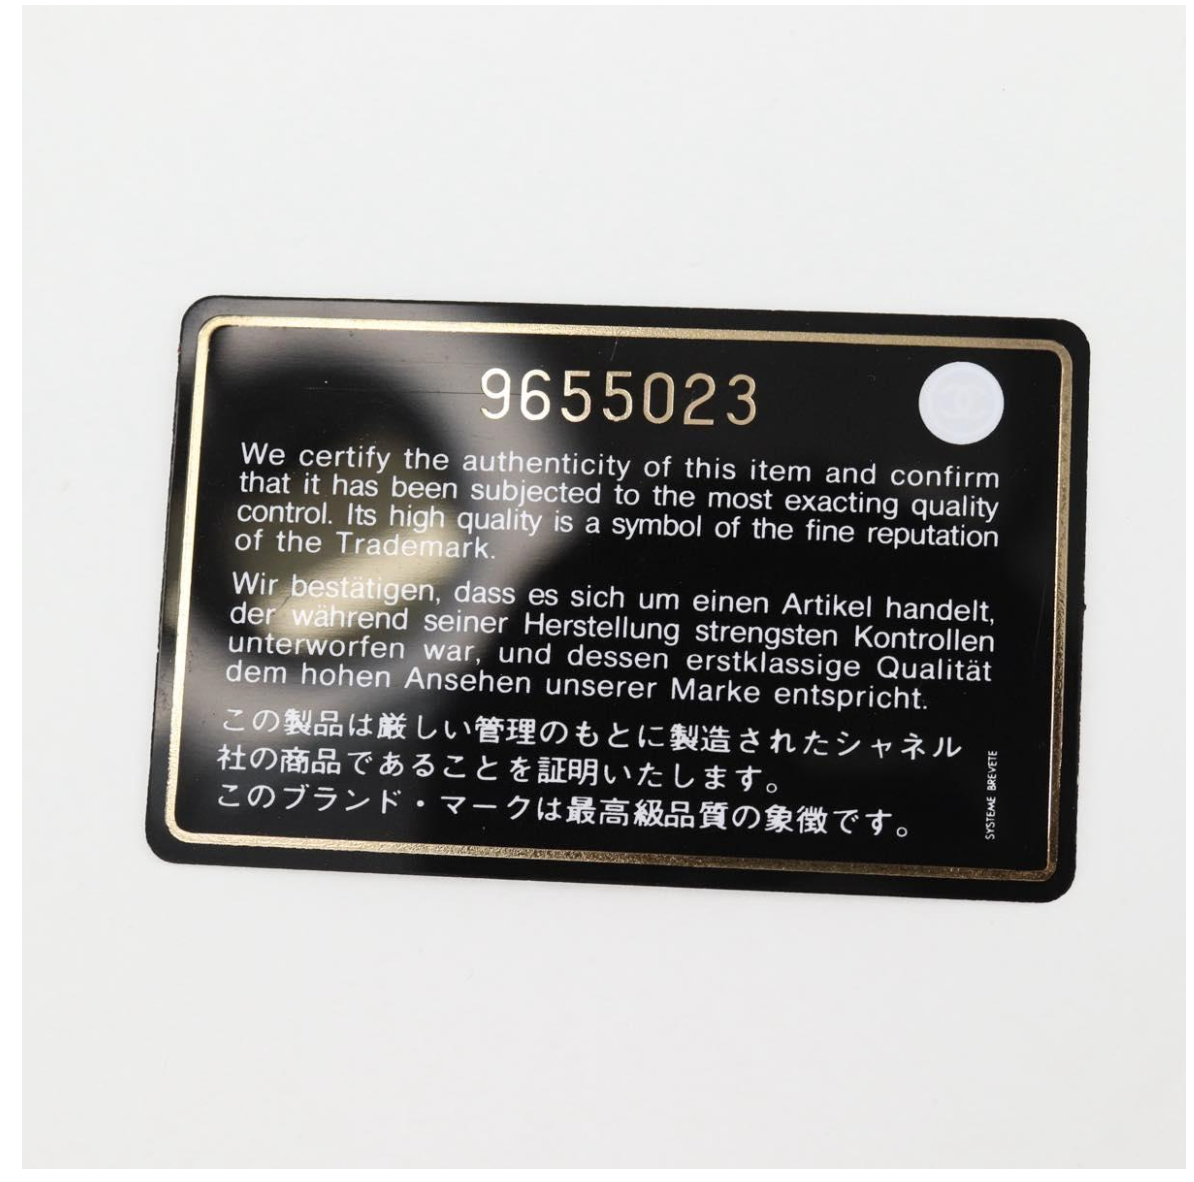 9655023
We certify the authenticity of this item and confirm
that it has been subjected to the most exacting quality
control. Its high quality is a symbol of the fine reputation
of the Trademark.
Wir bestätigen, dass es sich um einen Artikel handelt,
der während seiner Herstellung strengsten Kontrollen
unterworfen war, und dessen erstklassige Qualität
dem hohen Ansehen unserer Marke entspricht.
この製品は厳しい管理のもとに製造されたシャネル
社の商品であることを証明いたします。
このブランド・マークは最高級品質の象徴です。
SYSTEME BREVETE